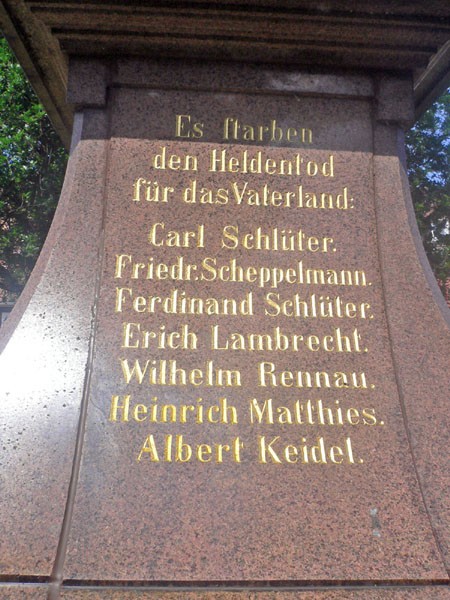 Es starben
den Heldentod
für das Vaterland:
Carl Schlüter.
Friedr. Scheppelmann.
Ferdinand Schlüter.
Erich Lambrecht.
Wilhelm Rennau.
Heinrich Matthies.
Albert Keidel.